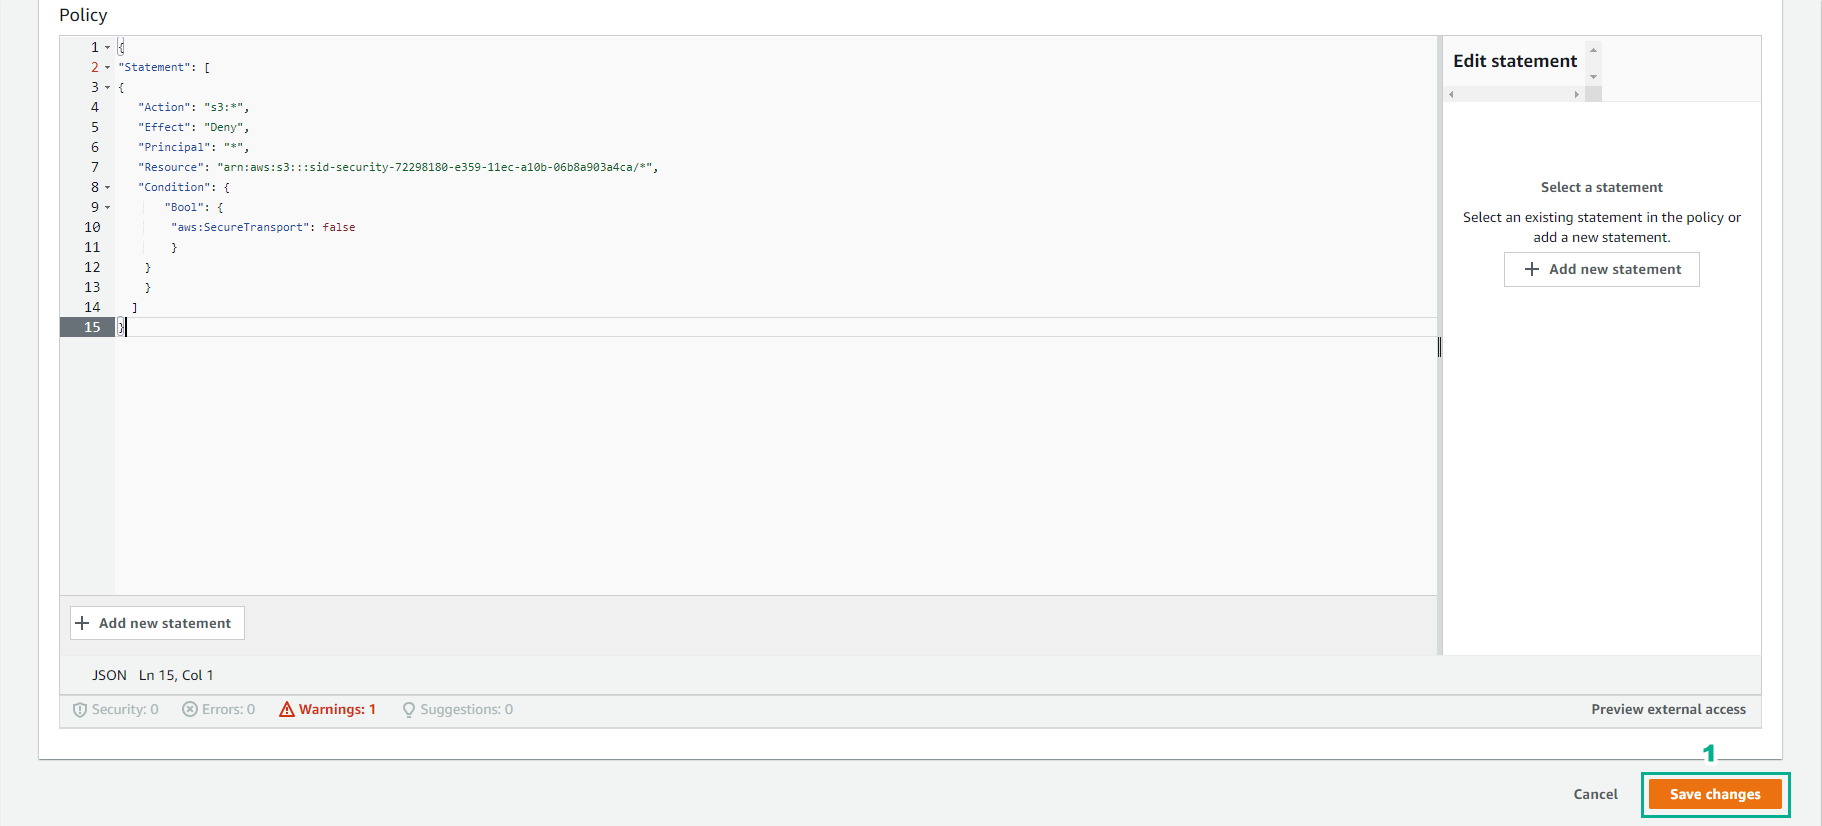 Policy
1 {
2 "Statement": [
3 {
4 "Action": "s3:*",
5 "Effect": "Deny",
6 "Principal": "*",
7 "Resource": "arn:aws:s3:::sid-security-72298180-e359-11ec-a10b-06b8a903a4ca/*",
8 "Condition": {
9 "Bool": {
10 "aws:SecureTransport": false
11 }
12 }
13 }
14 ]
15 }
Add new statement
JSON Ln 15, Col 1
Security: 0 Errors: 0 Warnings: 1 Suggestions: 0
Edit statement
Select a statement
Select an existing statement in the policy or
add a new statement.
Add new statement
Preview external access
1
Cancel Save changes